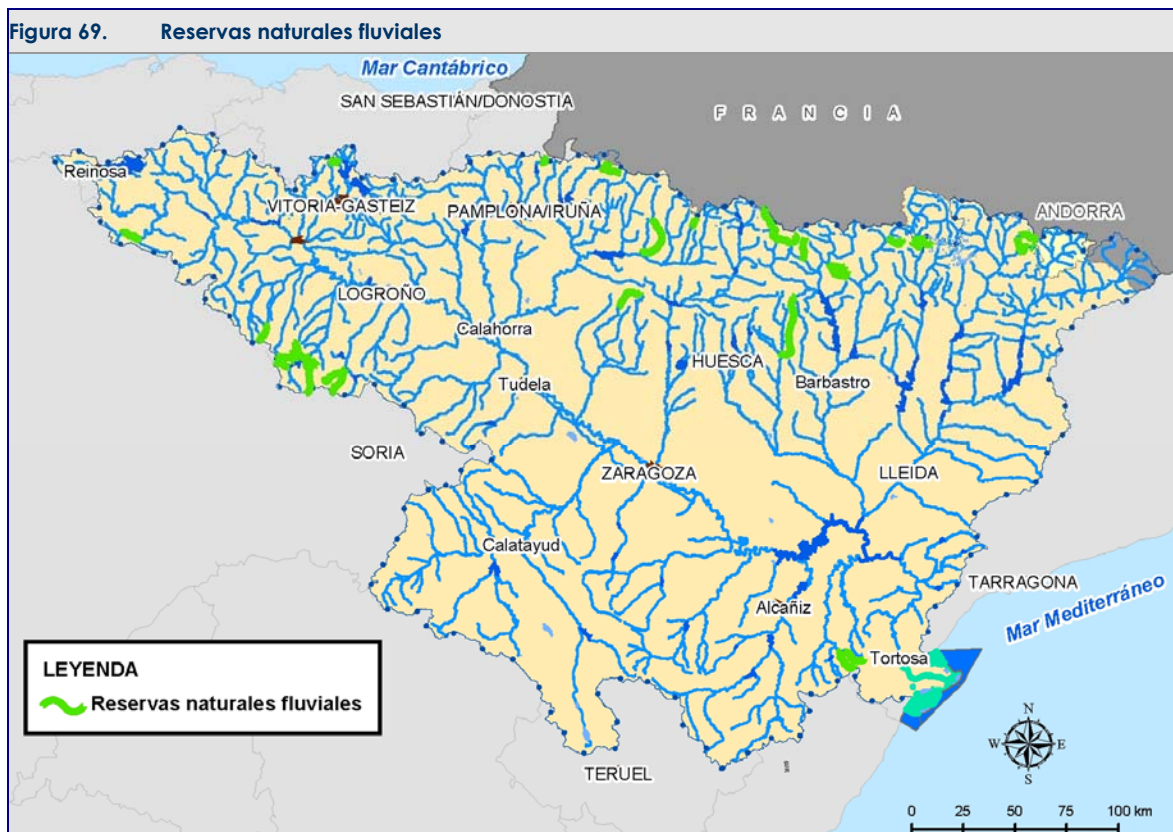 Figura 69. Reservas naturales fluviales
Mar Cantábrico
SAN SEBASTIÁN/DONOSTIA
FRANCIA
Reinosa
VITORIA-GASTEIZ
PAMPLONA/IRUÑA
ANDORRA
LOGROÑO
Calahorra
HUESCA
Barbastro
Tudela
SORIA
ZARAGOZA
LLEIDA
Calatayud
TARRAGONA
Alcañiz
Mar Mediterráneo
Tortosa
LEYENDA
Reservas naturales fluviales
TERUEL
N
W
E
S
0 25 50 75 100 km